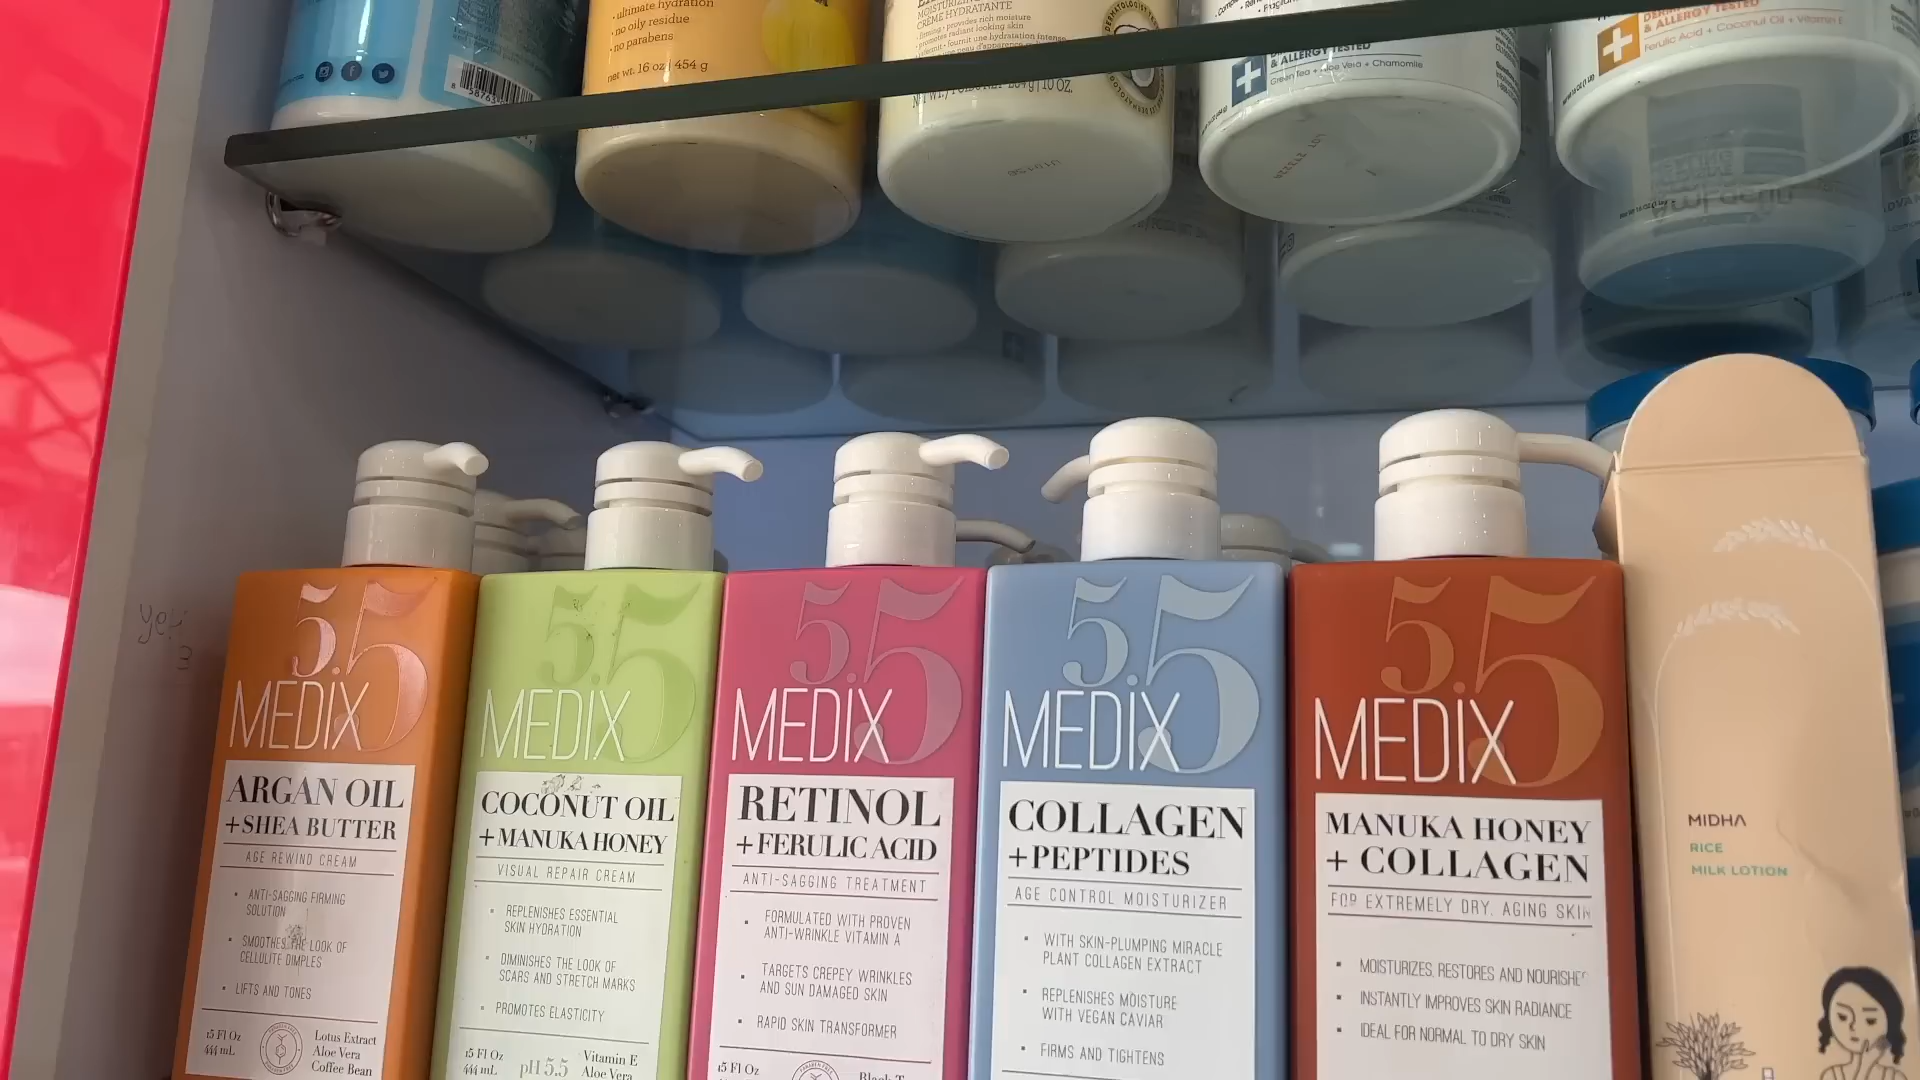 · ultimate hydration
· no oily residue
· no parabens
net wt. 16 oz | 454 g
CRÈME HYDRATANTE
firming · provides rich moisture
promotes radiant looking skin
& ALLERGY TESTED
Green Tea + Aloe Vera + Chamomile
& ALLERGY TESTED
Ferulic Acid + Coconut Oil + Vitamin E
5.5
MEDIX
ARGAN OIL
+SHEA BUTTER
AGE REWIND CREAM
ANTI-SAGGING FIRMING
SOLUTION
SMOOTHES THE LOOK OF
CELLULITE DIMPLES
LIFTS AND TONES
15 Fl Oz
444 mL
Lotus Extract
Aloe Vera
Coffee Bean
5.5
MEDIX
COCONUT OIL
+MANUKA HONEY
VISUAL REPAIR CREAM
REPLENISHES ESSENTIAL
SKIN HYDRATION
DIMINISHES THE LOOK OF
SCARS AND STRETCH MARKS
PROMOTES ELASTICITY
15 Fl Oz
444 mL
pH 5.5
Vitamin E
Aloe Vera
5.5
MEDIX
RETINOL
+FERULIC ACID
ANTI-SAGGING TREATMENT
FORMULATED WITH PROVEN
ANTI-WRINKLE VITAMIN A
TARGETS CREPEY WRINKLES
AND SUN DAMAGED SKIN
RAPID SKIN TRANSFORMER
15 Fl Oz
5.5
MEDIX
COLLAGEN
+PEPTIDES
AGE CONTROL MOISTURIZER
WITH SKIN-PLUMPING MIRACLE
PLANT COLLAGEN EXTRACT
REPLENISHES MOISTURE
WITH VEGAN CAVIAR
FIRMS AND TIGHTENS
5.5
MEDIX
MANUKA HONEY
+ COLLAGEN
FOR EXTREMELY DRY, AGING SKIN
MOISTURIZES, RESTORES AND NOURISHES
INSTANTLY IMPROVES SKIN RADIANCE
IDEAL FOR NORMAL TO DRY SKIN
MIDHA
RICE
MILK LOTION